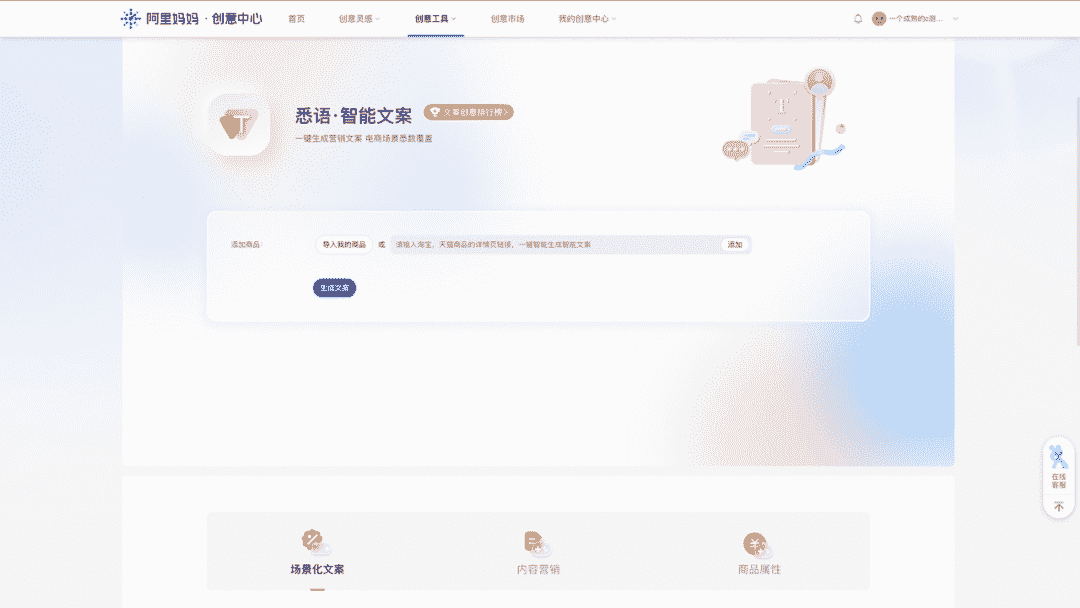 阿里妈妈 · 创意中心
首页
创意灵感
创意工具
创意市场
我的创意中心
悉语·智能文案
文案创意排行榜>
一键生成营销文案 电商场景悉数覆盖
T
添加商品:
导入我的商品
或
请输入淘宝、天猫商品的详情页链接，一键智能生成智能文案
添加
生成文案
在线
客服
场景化文案
内容营销
商品属性